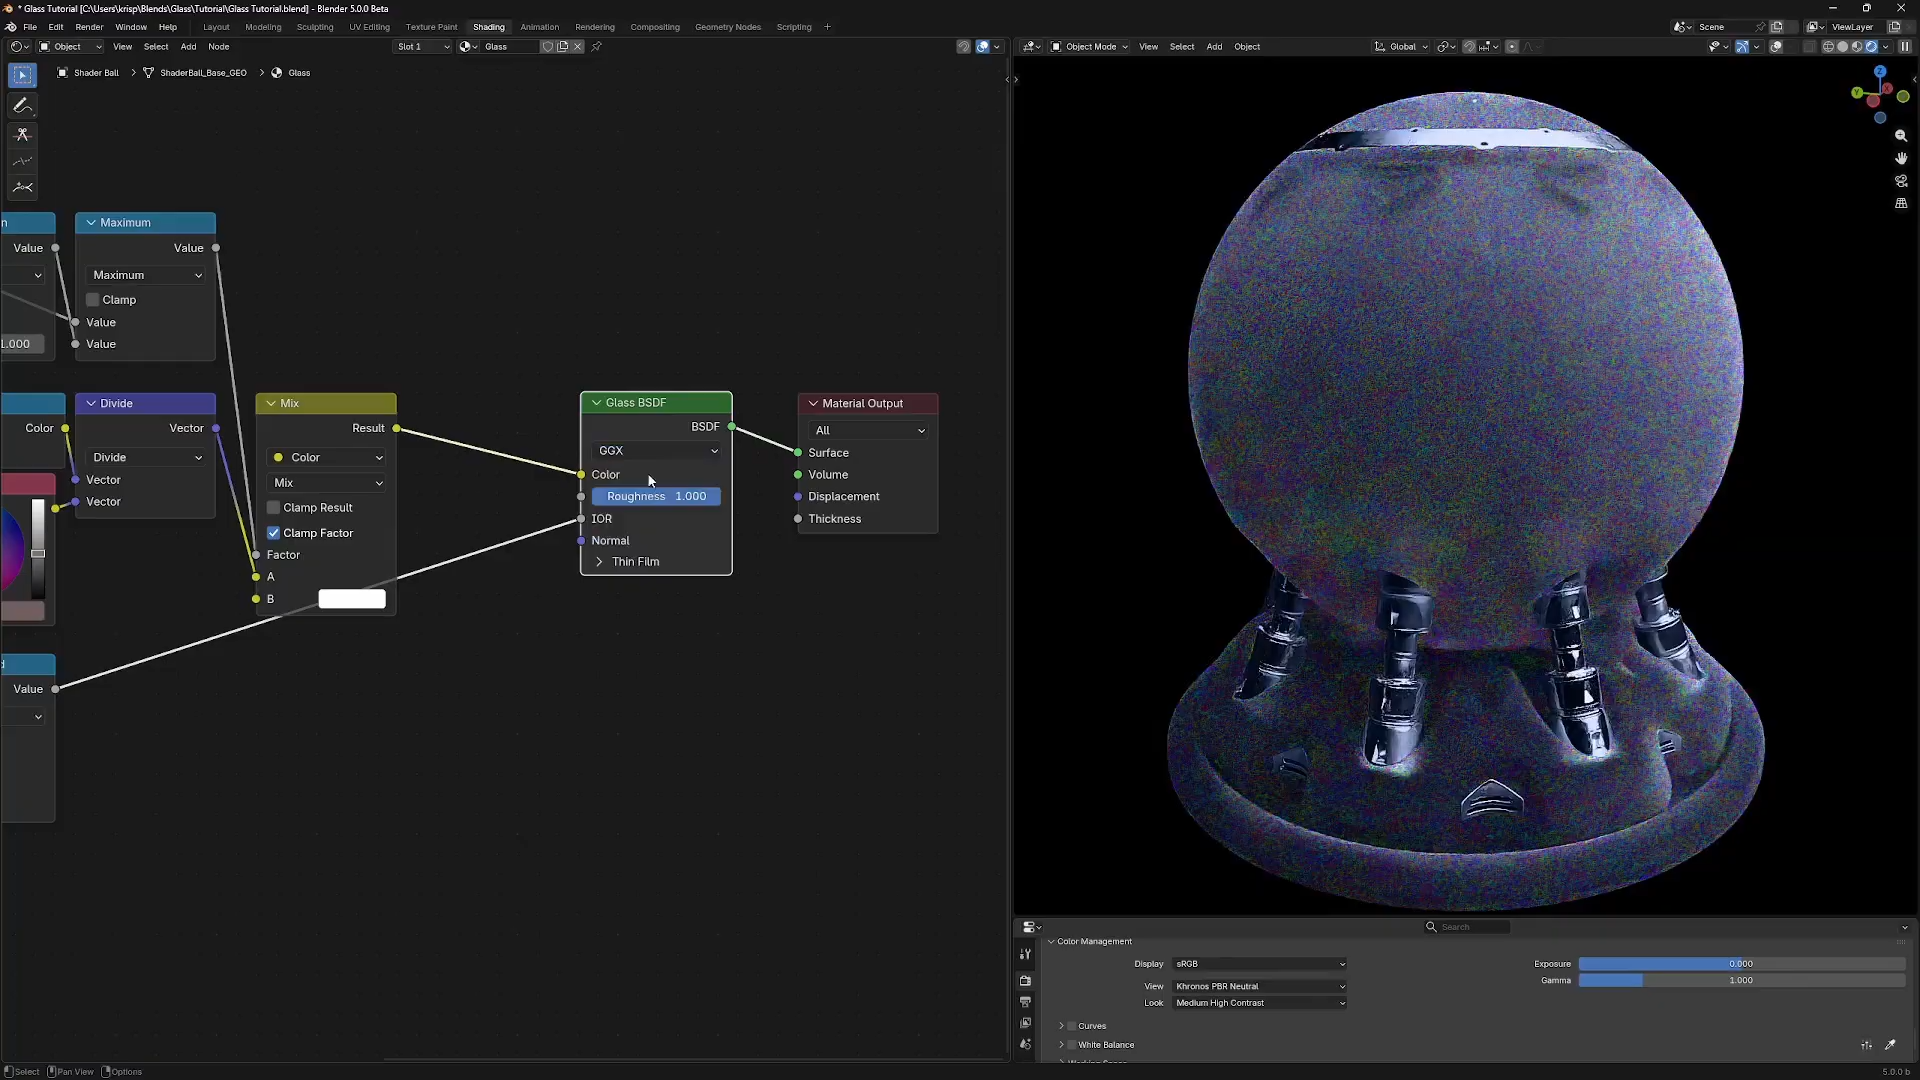 * Glass Tutorial [C:\Users\krisp\Blends\Glass\Tutorial\Glass Tutorial.blend] - Blender 5.0.0 Beta
File Edit Render Window Help Layout Modeling Sculpting UV Editing Texture Paint Shading Animation Rendering Compositing Geometry Nodes Scripting + Scene ViewLayer
Object View Select Add Node Slot 1 Glass Object Mode View Select Add Object Global
Shader Ball > ShaderBall_Base_GEO > Glass
Z
Y X
n
Value
1.000
Maximum
Value
Maximum
Clamp
Value
Value
Color
Divide
Vector
Divide
Vector
Vector
Mix
Result
Color
Mix
Clamp Result
Clamp Factor
Factor
A
B
Glass BSDF
BSDF
GGX
Color
Roughness 1.000
IOR
Normal
Thin Film
Material Output
All
Surface
Volume
Displacement
Thickness
d
Value
Search
Color Management
Display sRGB Exposure 0.000
View Khronos PBR Neutral Gamma 1.000
Look Medium High Contrast
Curves
White Balance
Select Pan View Options 5.0.0 b